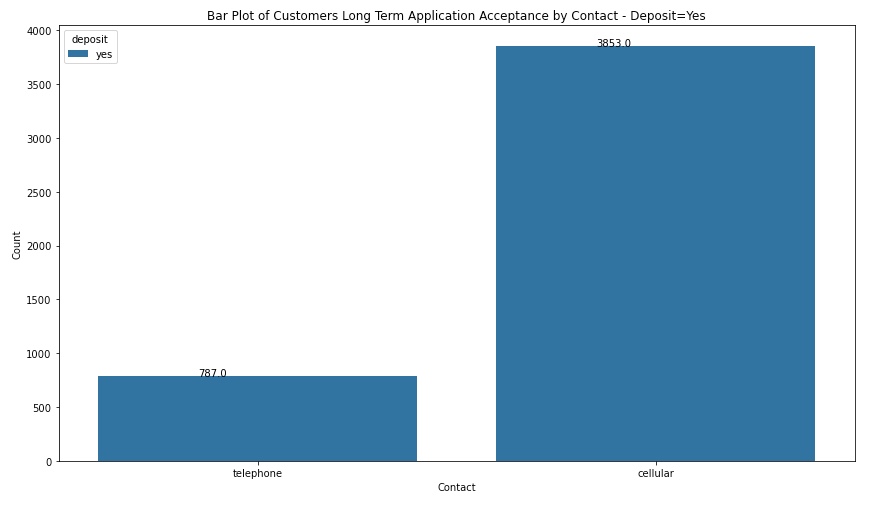 Bar Plot of Customers Long Term Application Acceptance by Contact - Deposit=Yes
deposit
yes
4000
3500
3000
2500
2000
1500
1000
500
0
Count
787.0
3853.0
telephone
cellular
Contact